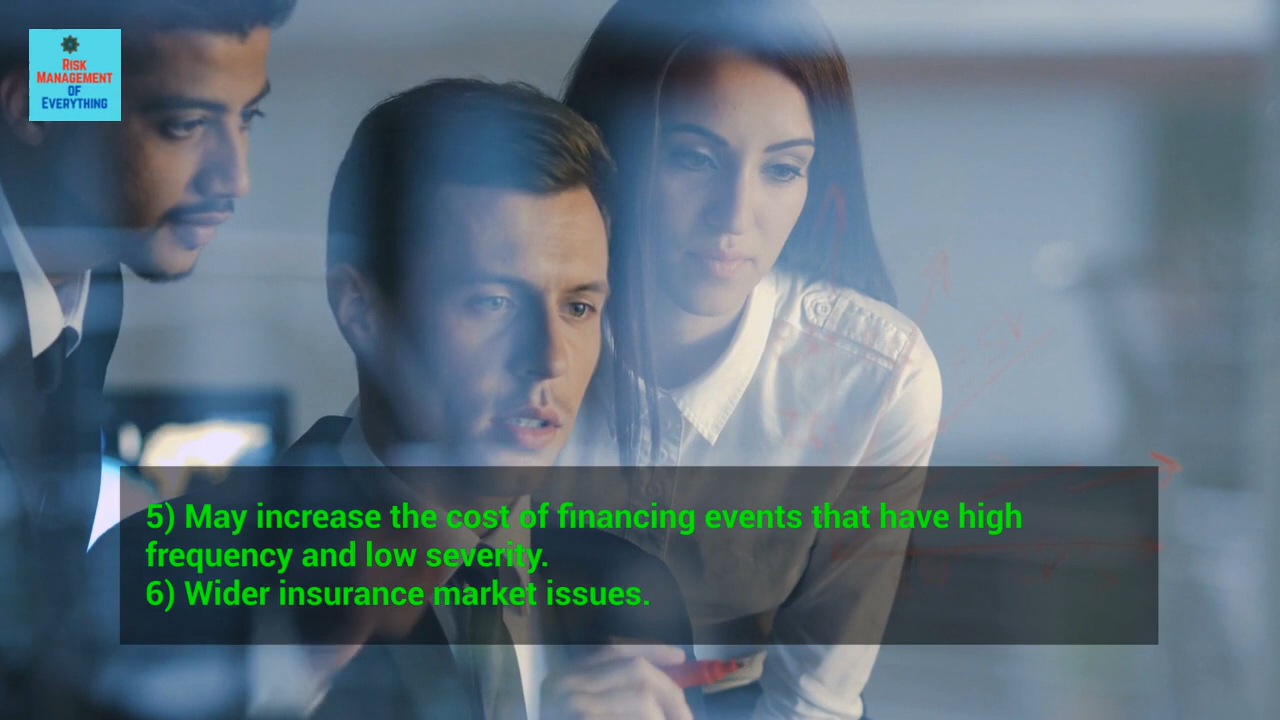 RISK
MANAGEMENT
OF
EVERYTHING
5) May increase the cost of financing events that have high
frequency and low severity.
6) Wider insurance market issues.